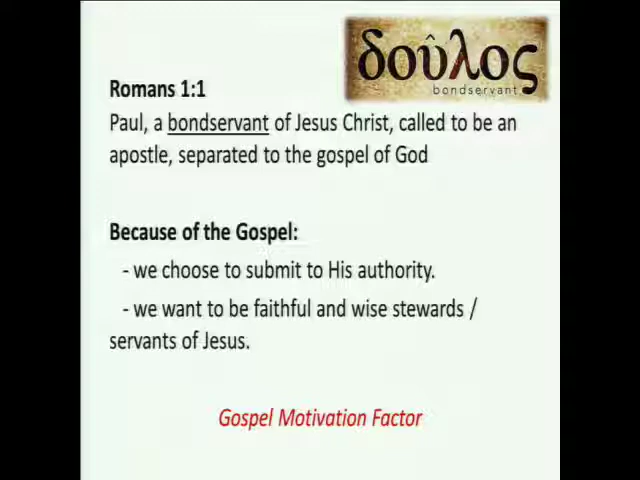 δοῦλος
bondservant
Romans 1:1
Paul, a bondservant of Jesus Christ, called to be an
apostle, separated to the gospel of God
Because of the Gospel:
- we choose to submit to His authority.
- we want to be faithful and wise stewards /
servants of Jesus.
Gospel Motivation Factor